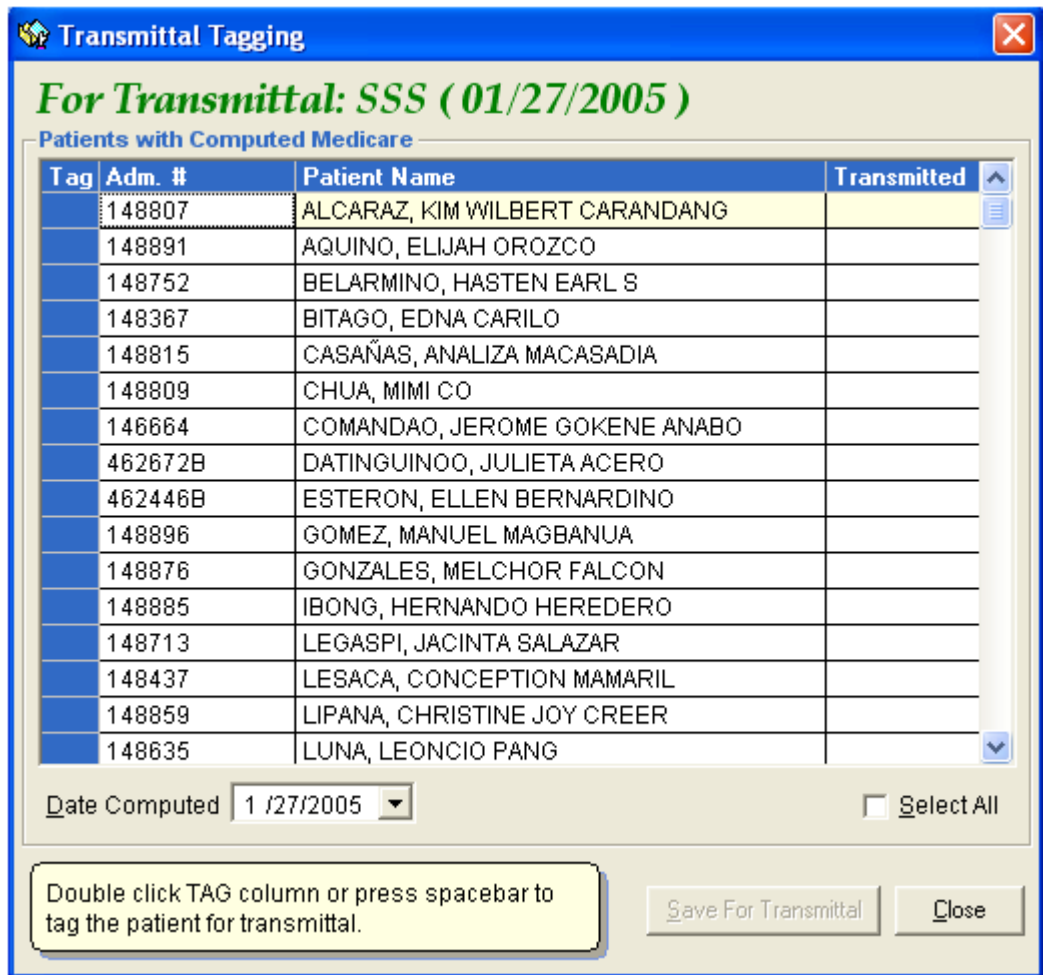 Transmittal Tagging
For Transmittal: SSS ( 01/27/2005 )
Patients with Computed Medicare
Tag Adm. # Patient Name Transmitted
148807 ALCARAZ, KIM WILBERT CARANDANG
148891 AQUINO, ELIJAH OROZCO
148752 BELARMINO, HASTEN EARL S
148367 BITAGO, EDNA CARILO
148815 CASAÑAS, ANALIZA MACASADIA
148809 CHUA, MIMI CO
146664 COMANDAO, JEROME GOKENE ANABO
462672B DATINGUINOO, JULIETA ACERO
462446B ESTERON, ELLEN BERNARDINO
148896 GOMEZ, MANUEL MAGBANUA
148876 GONZALES, MELCHOR FALCON
148885 IBONG, HERNANDO HEREDERO
148713 LEGASPI, JACINTA SALAZAR
148437 LESACA, CONCEPTION MAMARIL
148859 LIPANA, CHRISTINE JOY CREER
148635 LUNA, LEONCIO PANG
Date Computed 1 /27/2005 Select All
Double click TAG column or press spacebar to
tag the patient for transmittal.
Save For Transmittal Close